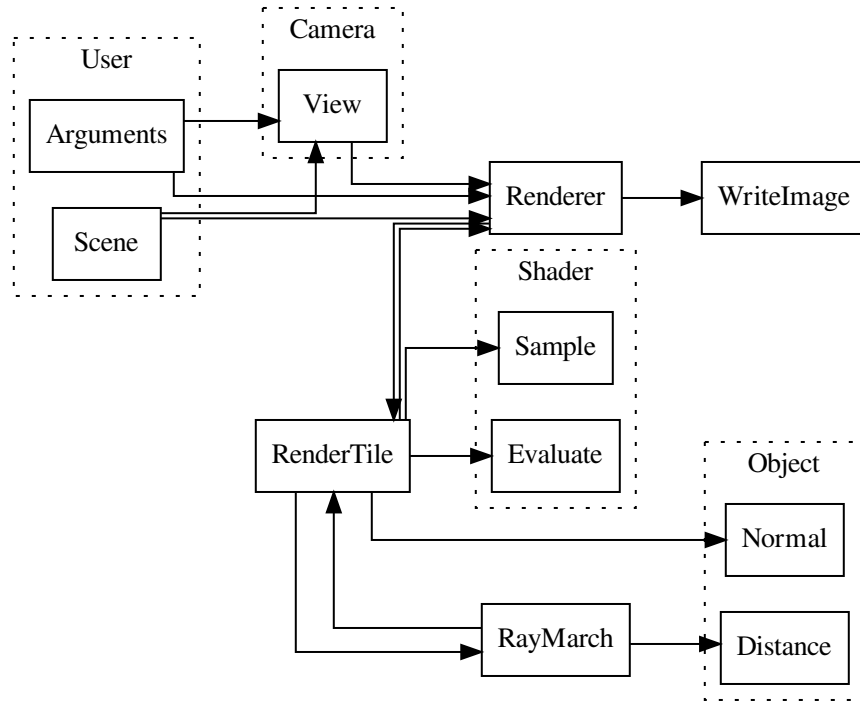 Camera
User
View
Arguments
Renderer
WriteImage
Scene
Shader
Sample
RenderTile
Evaluate
Object
Normal
RayMarch
Distance